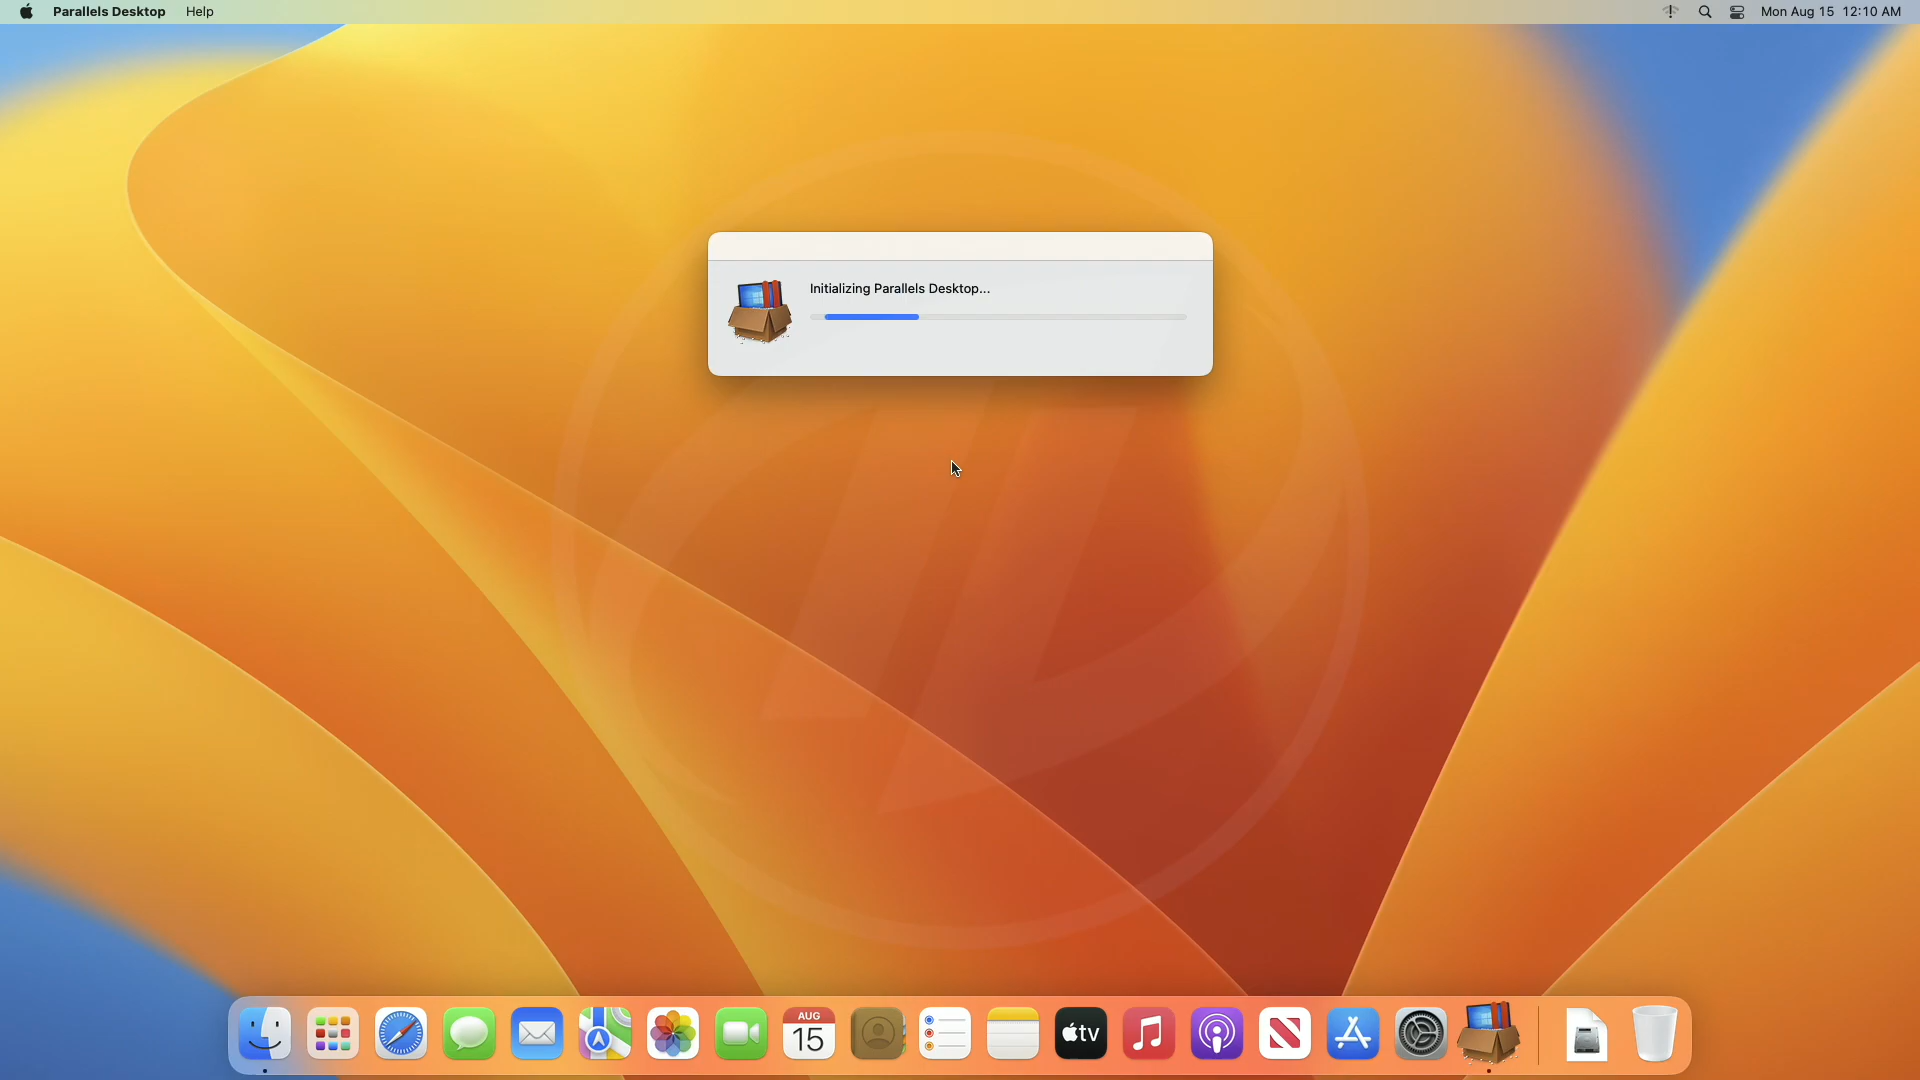 Parallels Desktop Help Mon Aug 15 12:10 AM
Initializing Parallels Desktop...
AUG
15
tv